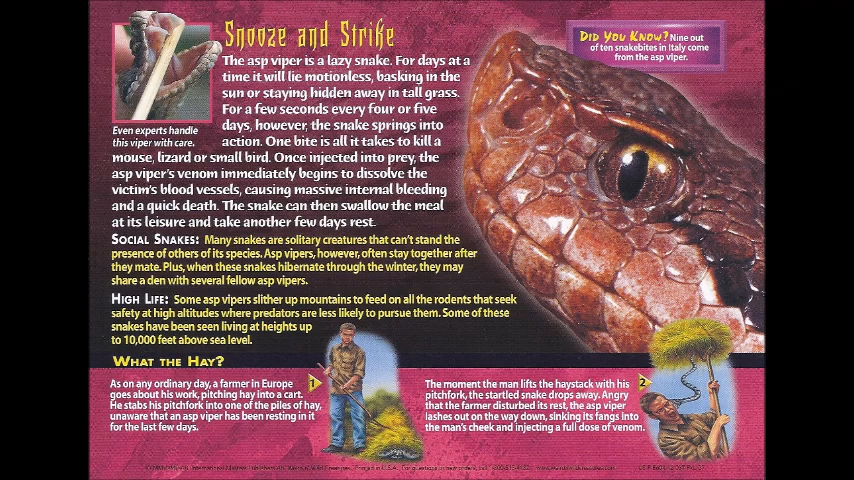 Snooze and Strike
The asp viper is a lazy snake. For days at a
time it will lie motionless, basking in the
sun or staying hidden away in tall grass.
For a few seconds every four or five
days, however, the snake springs into
action. One bite is all it takes to kill a
mouse, lizard or small bird. Once injected into prey, the
asp viper's venom immediately begins to dissolve the
victim's blood vessels, causing massive internal bleeding
and a quick death. The snake can then swallow the meal
at its leisure and take another few days rest.
Even experts handle
this viper with care.
DID YOU KNOW? Nine out
of ten snakebites in Italy come
from the asp viper.
SOCIAL SNAKES: Many snakes are solitary creatures that can't stand the
presence of others of its species. Asp vipers, however, often stay together after
they mate. Plus, when these snakes hibernate through the winter, they may
share a den with several fellow asp vipers.
HIGH LIFE: Some asp vipers slither up mountains to feed on all the rodents that seek
safety at high altitudes where predators are less likely to pursue them. Some of these
snakes have been seen living at heights up
to 10,000 feet above sea level.
WHAT THE HAY?
As on any ordinary day, a farmer in Europe
goes about his work, pitching hay into a cart.
He stabs his pitchfork into one of the piles of hay,
unaware that an asp viper has been resting in it
for the last few days.
1
The moment the man lifts the haystack with his
pitchfork, the startled snake drops away. Angry
that the farmer disturbed its rest, the asp viper
lashes out on the way down, sinking its fangs into
the man's cheek and injecting a full dose of venom.
2